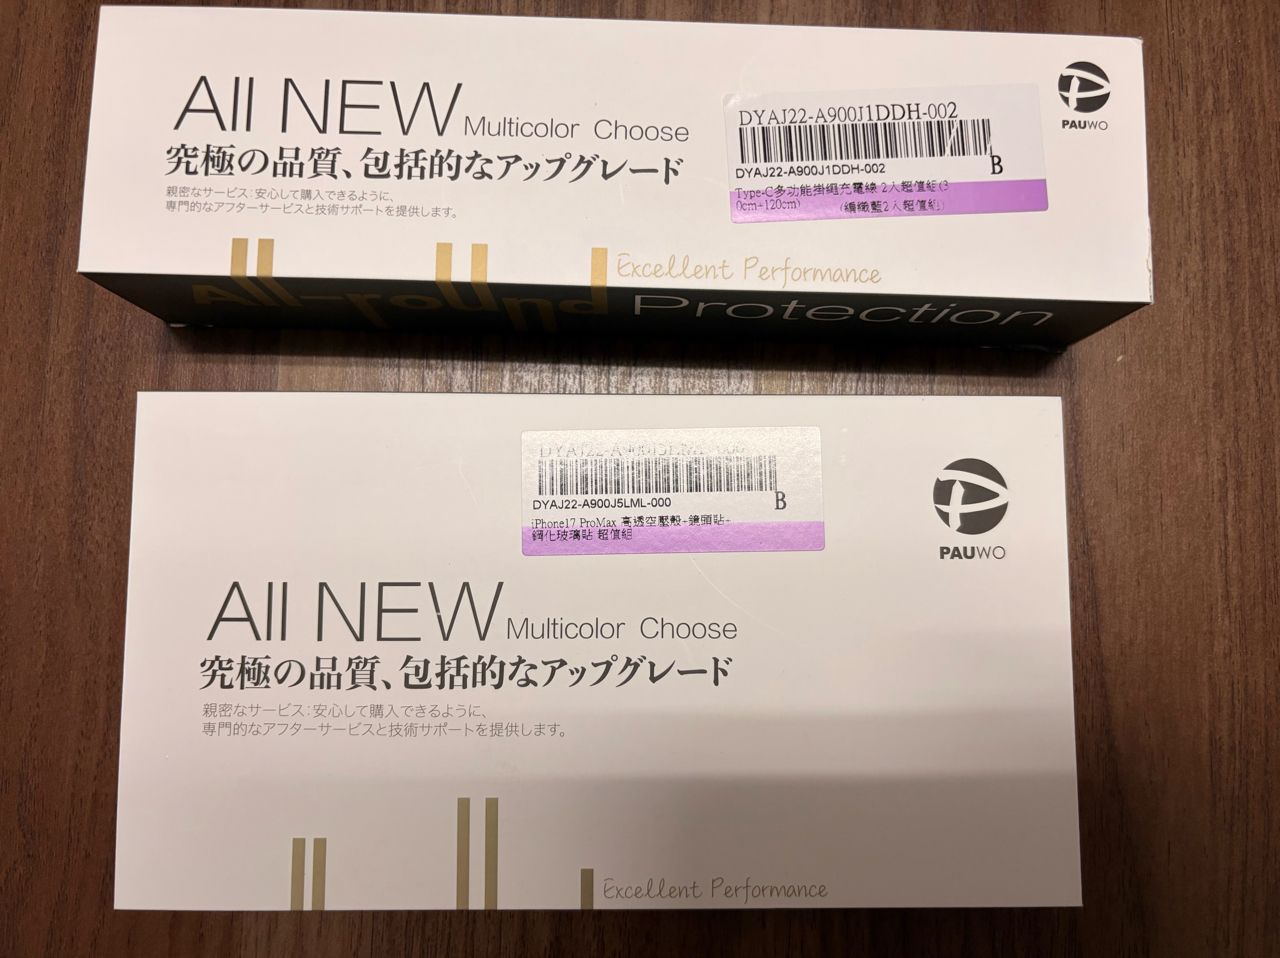 All NEW Multicolor Choose
究極の品質、包括的なアップグレード
親密なサービス:安心して購入できるように、
専門的なアフターサービスと技術サポートを提供します。
DYAJ22-A900J1DDH-002
DYAJ22-A900J1DDH-002
B
Type-C多功能掛繩充電線 2入超值組(3
0cm+120cm) (編織藍2入超值組)
PAUWO
Excellent Performance
All-round Protection
DYAJ22-A900J5LML-000
DYAJ22-A900J5LML-000
B
iPhone17 ProMax 高透空壓殼+鏡頭貼+
鋼化玻璃貼 超值組
PAUWO
All NEW Multicolor Choose
究極の品質、包括的なアップグレード
親密なサービス:安心して購入できるように、
専門的なアフターサービスと技術サポートを提供します。
Excellent Performance